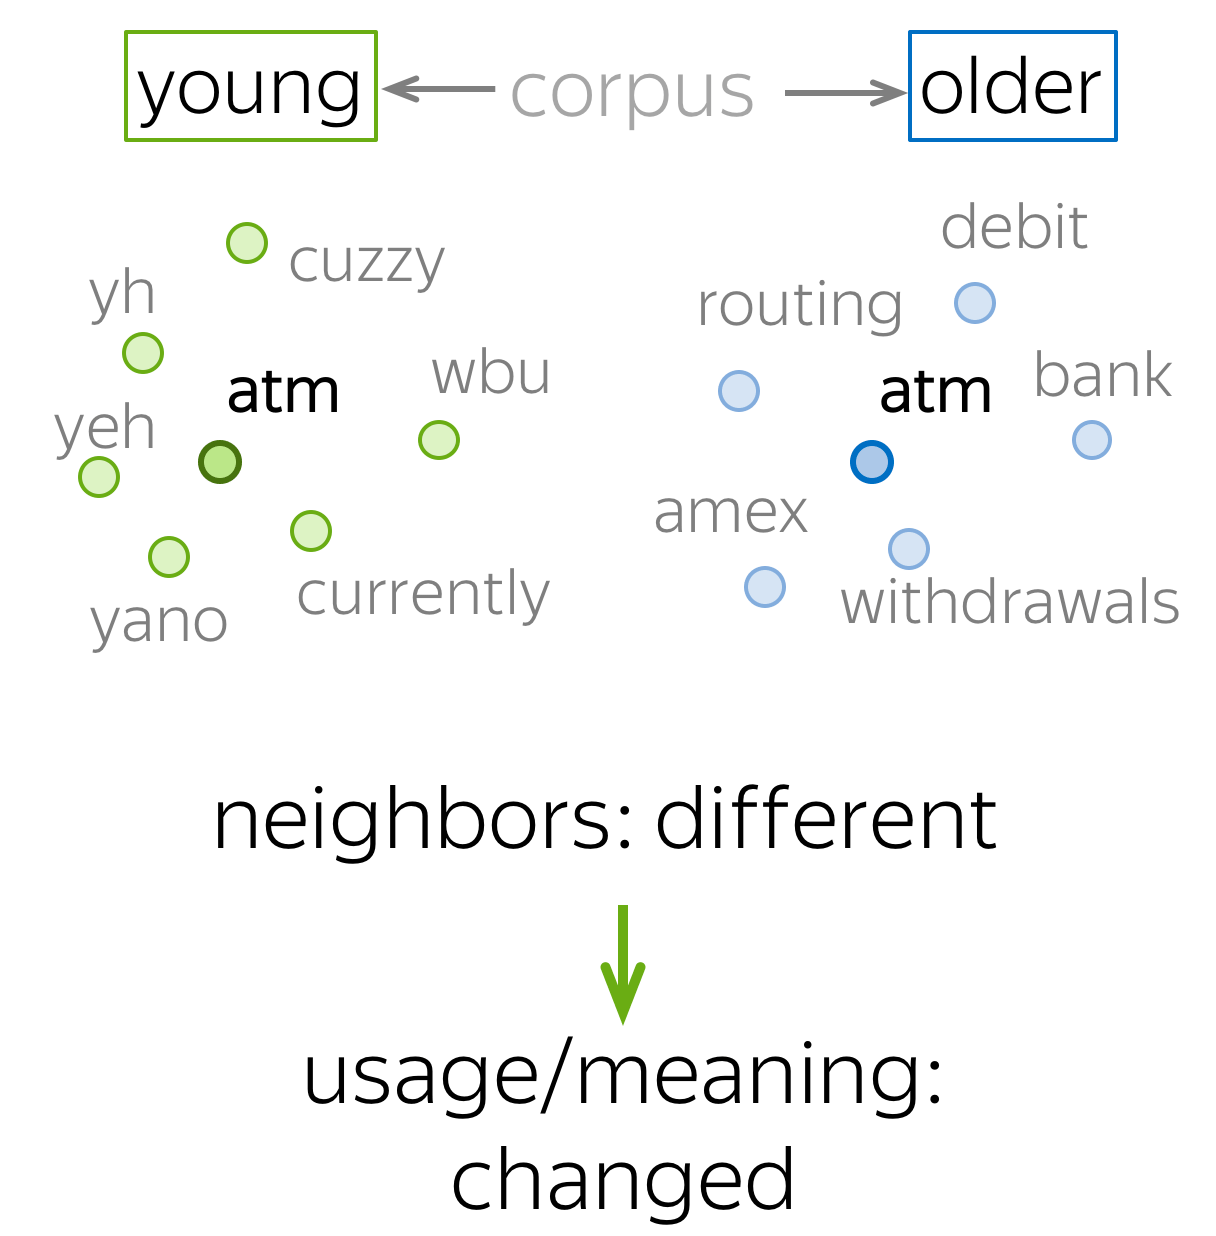 young corpus older
debit
cuzzy
yh
routing
wbu
bank
atm
atm
yeh
amex
currently
withdrawals
yano
neighbors: different
usage/meaning:
changed